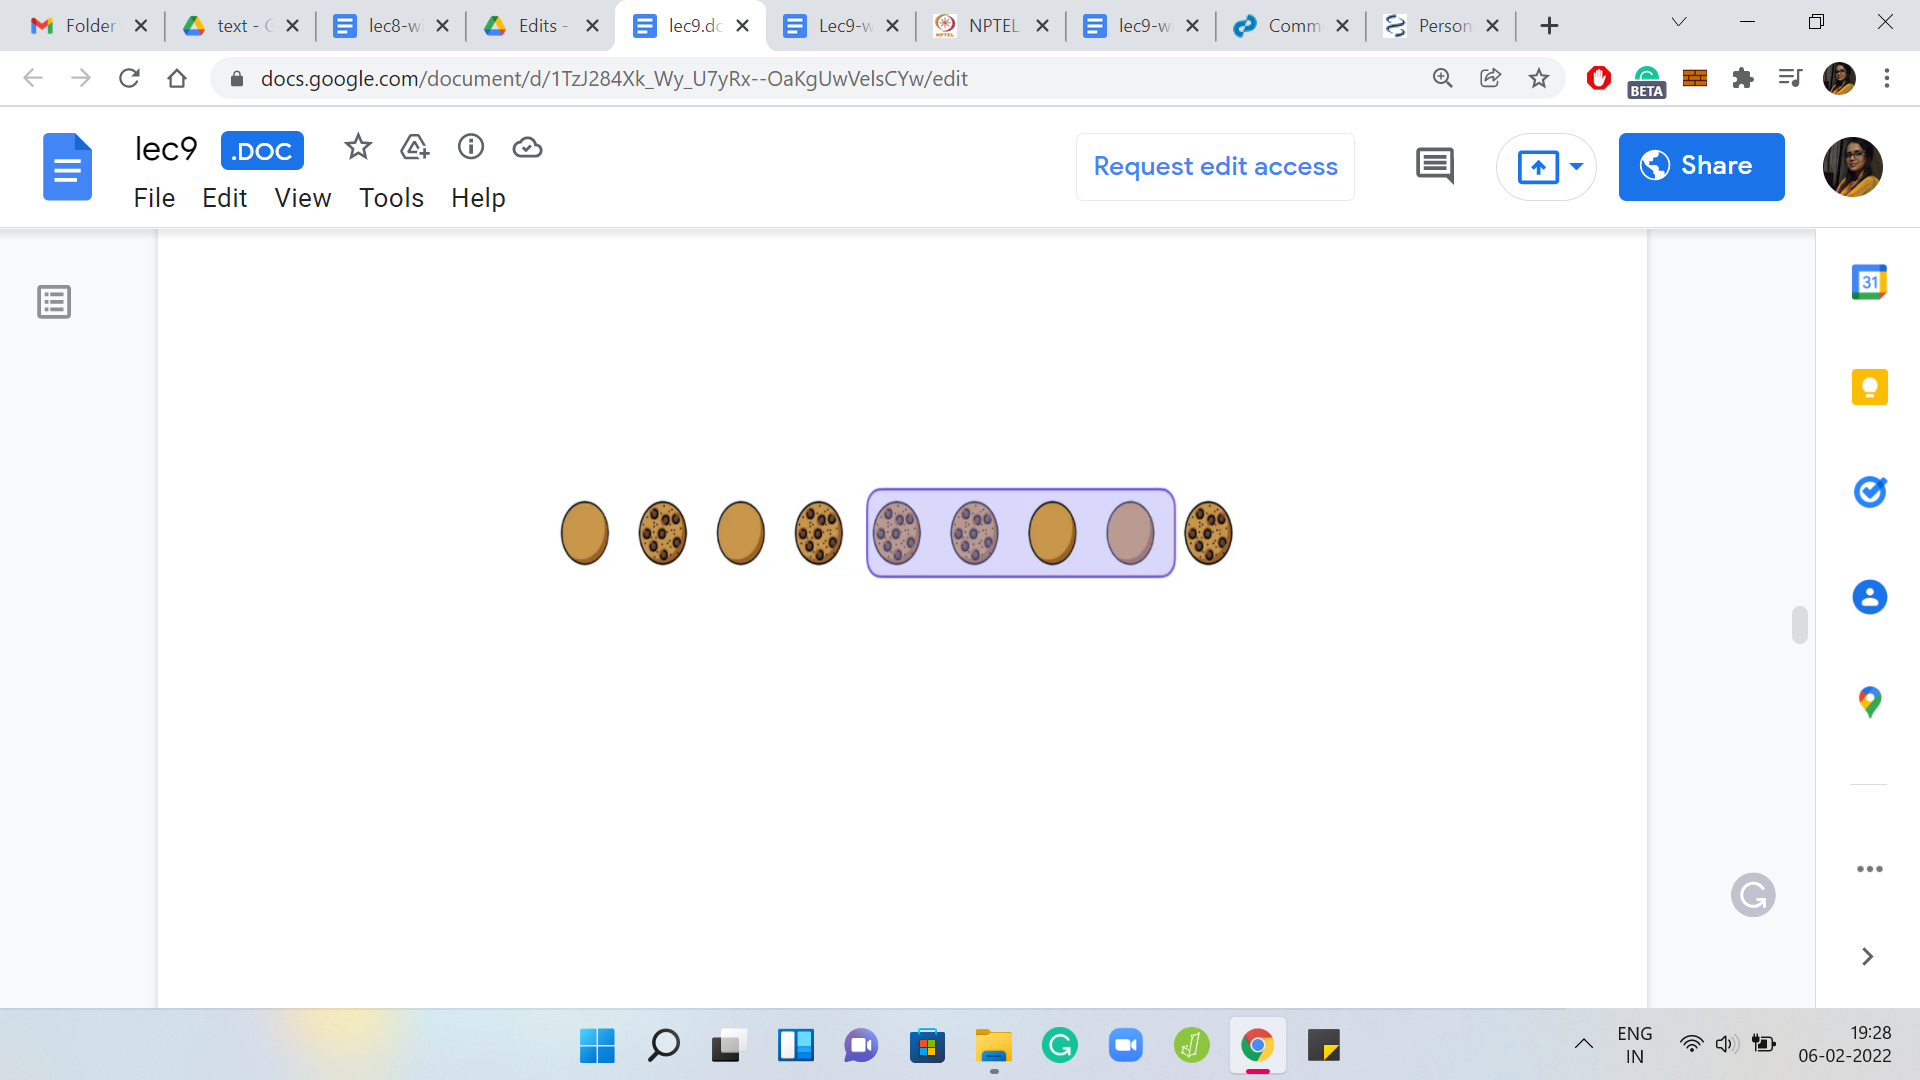 Folder
text - G
lec8-w
Edits -
lec9.dc
Lec9-w
NPTEL
lec9-w
Comm
Person
docs.google.com/document/d/1TzJ284Xk_Wy_U7yRx--OaKgUwVelsCYw/edit
BETA
lec9 .DOC
File Edit View Tools Help
Request edit access
Share
31
ENG
IN
19:28
06-02-2022